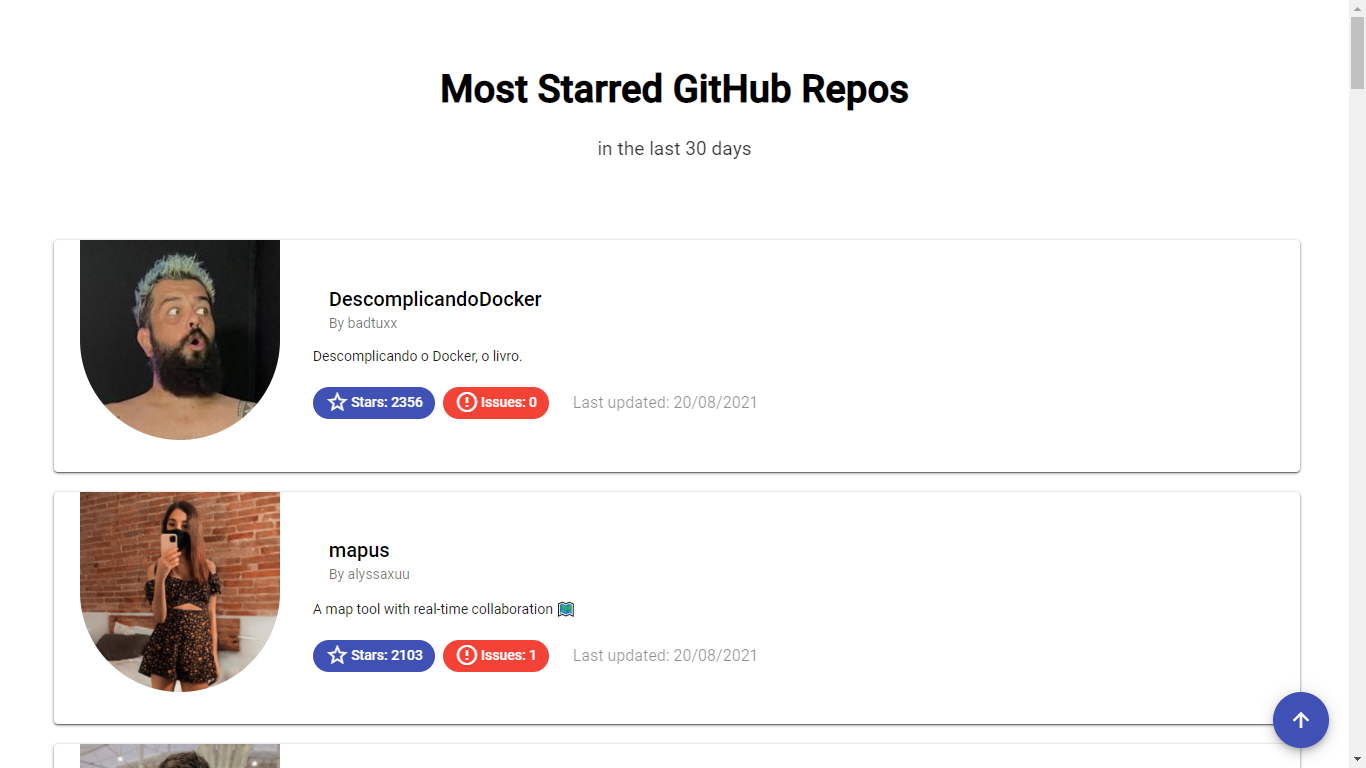 Most Starred GitHub Repos
in the last 30 days
DescomplicandoDocker
By badtuxx
Descomplicando o Docker, o livro.
Stars: 2356 Issues: 0 Last updated: 20/08/2021
mapus
By alyssaxuu
A map tool with real-time collaboration 🗺️
Stars: 2103 Issues: 1 Last updated: 20/08/2021